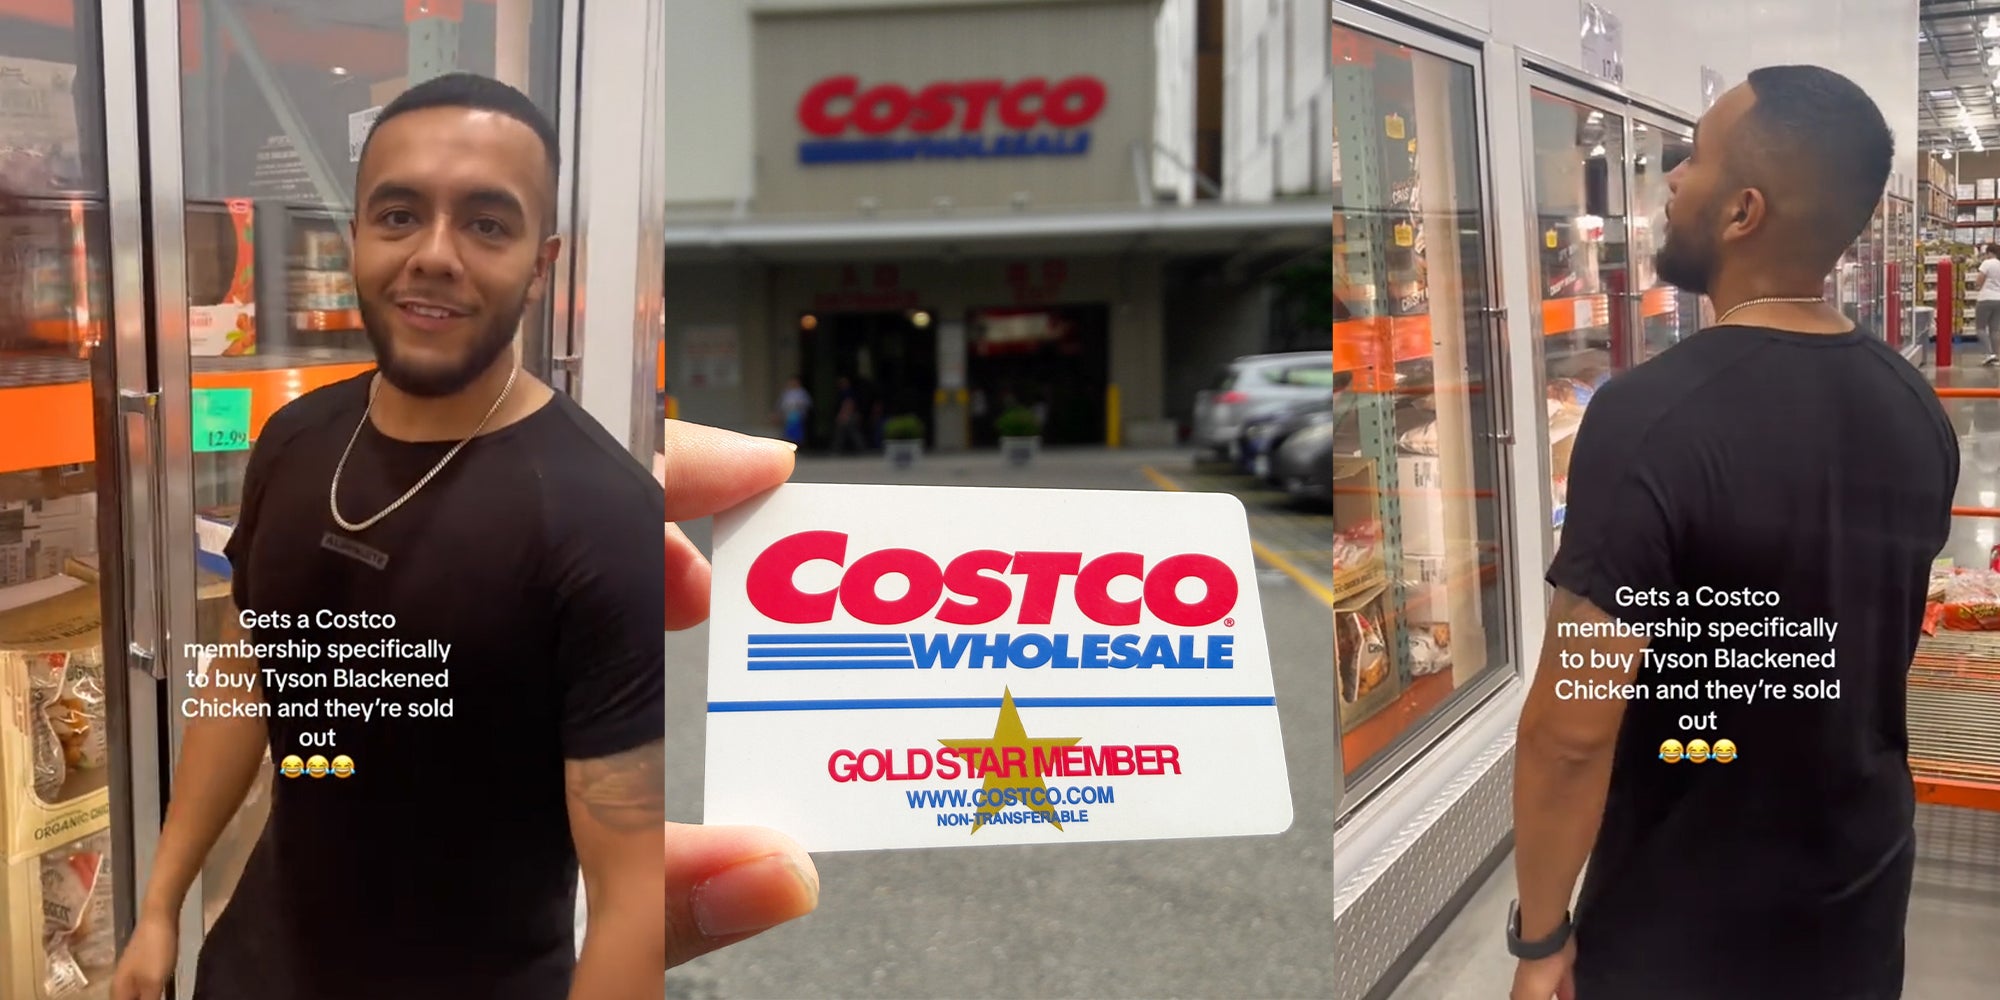 12.99
Gets a Costco
membership specifically
to buy Tyson Blackened
Chicken and they're sold
out
😂😂😂
ORGANIC
COSTCO
WHOLESALE
COSTCO®
WHOLESALE
GOLD STAR MEMBER
WWW.COSTCO.COM
NON-TRANSFERABLE
Gets a Costco
membership specifically
to buy Tyson Blackened
Chicken and they're sold
out
😂😂😂